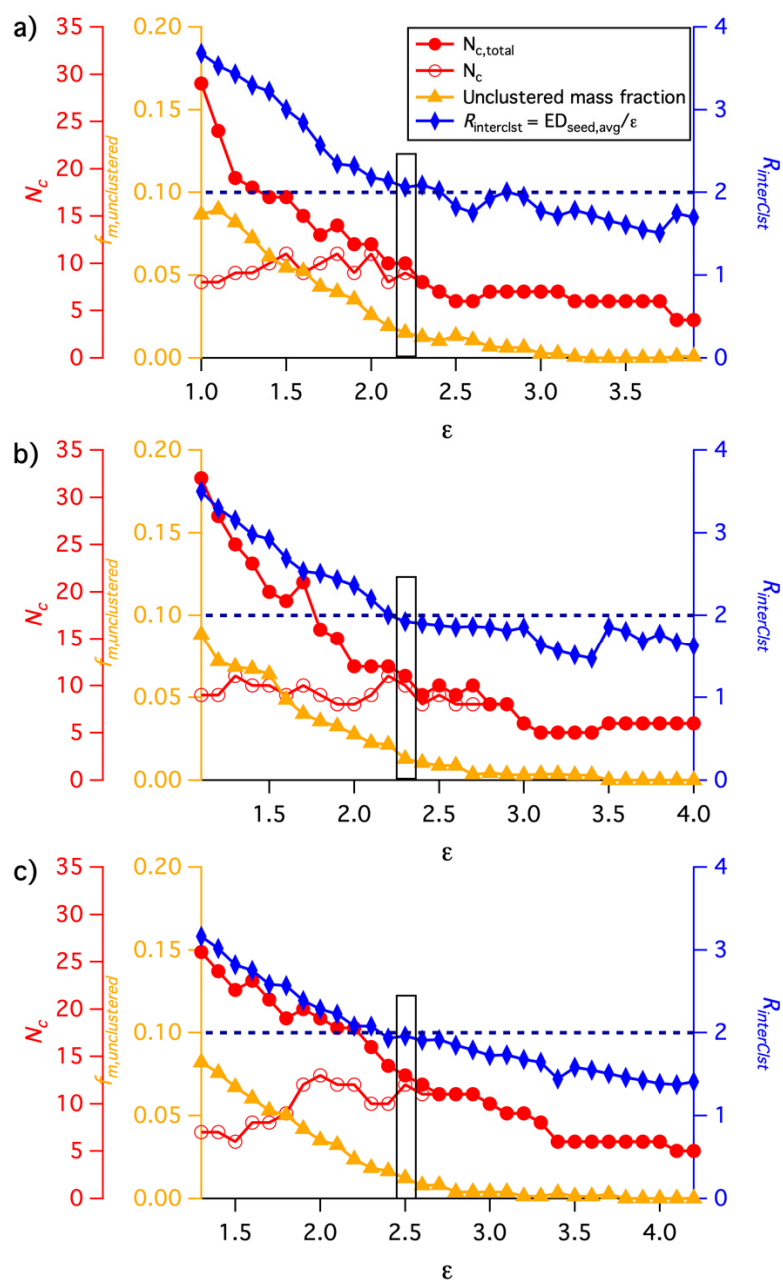 a)
N_c,total
N_c
Unclustered mass fraction
R_interclst = ED_seed,avg/ε
35
30
25
20
15
10
5
0
N_c
0.20
0.15
0.10
0.05
0.00
f_m,unclustered
4
3
2
1
0
R_interClst
1.0 1.5 2.0 2.5 3.0 3.5
ε
b)
35
30
25
20
15
10
5
0
N_c
0.20
0.15
0.10
0.05
0.00
f_m,unclustered
4
3
2
1
0
R_interClst
1.5 2.0 2.5 3.0 3.5 4.0
ε
c)
35
30
25
20
15
10
5
0
N_c
0.20
0.15
0.10
0.05
0.00
f_m,unclustered
4
3
2
1
0
R_interClst
1.5 2.0 2.5 3.0 3.5 4.0
ε